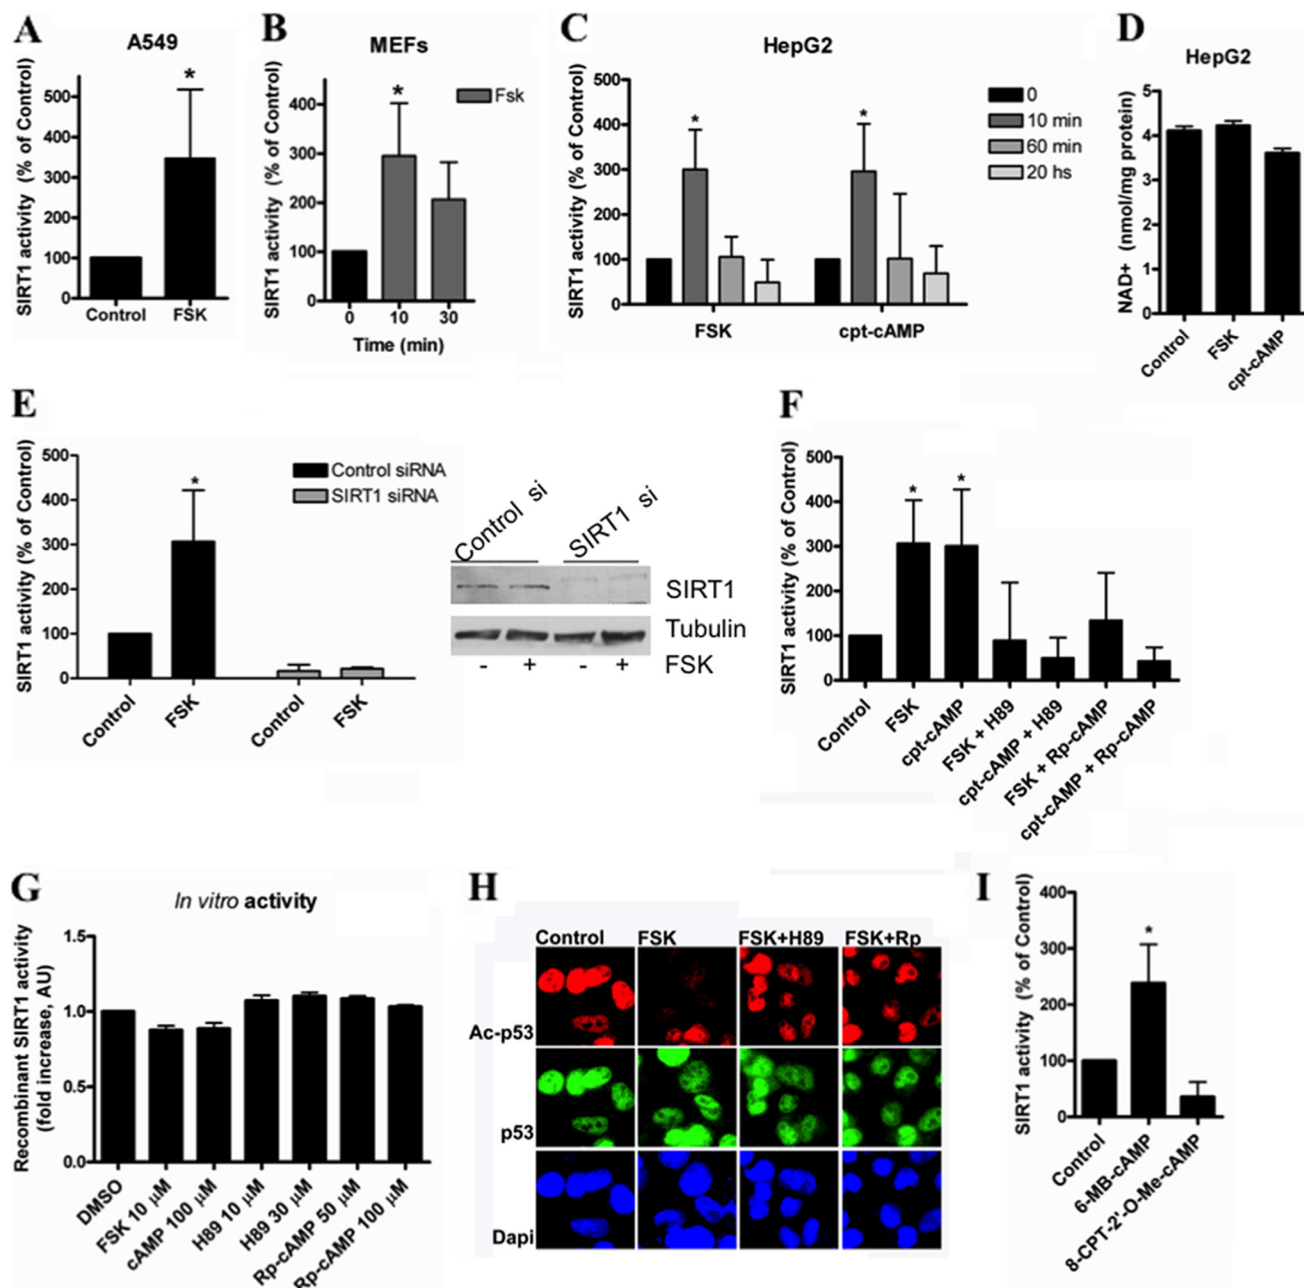 A
A549
SIRT1 activity (% of Control)
500
400
300
200
100
0
Control
FSK
*
B
MEFs
SIRT1 activity (% of Control)
400
300
200
100
0
*
Fsk
0
10
30
Time (min)
C
HepG2
SIRT1 activity (% of Control)
500
400
300
200
100
0
*
*
0
10 min
60 min
20 hs
FSK
cpt-cAMP
D
HepG2
NAD+ (nmol/mg protein)
5
4
3
2
1
0
Control
FSK
cpt-cAMP
E
SIRT1 activity (% of Control)
500
400
300
200
100
0
*
Control siRNA
SIRT1 siRNA
Control
FSK
Control
FSK
Control si
SIRT1 si
SIRT1
Tubulin
- + - + FSK
F
SIRT1 activity (% of Control)
500
400
300
200
100
0
*
*
Control
FSK
cpt-cAMP
FSK + H89
cpt-cAMP + H89
FSK + Rp-cAMP
cpt-cAMP + Rp-cAMP
G
In vitro activity
Recombinant SIRT1 activity
(fold increase, AU)
1.5
1.0
0.5
0.0
DMSO
FSK 10 µM
cAMP 100 µM
H89 10 µM
H89 30 µM
Rp-cAMP 50 µM
Rp-cAMP 100 µM
H
Control FSK FSK+H89 FSK+Rp
Ac-p53
p53
Dapi
I
SIRT1 activity (% of Control)
400
300
200
100
0
*
Control
6-MB-cAMP
8-CPT-2'-O-Me-cAMP